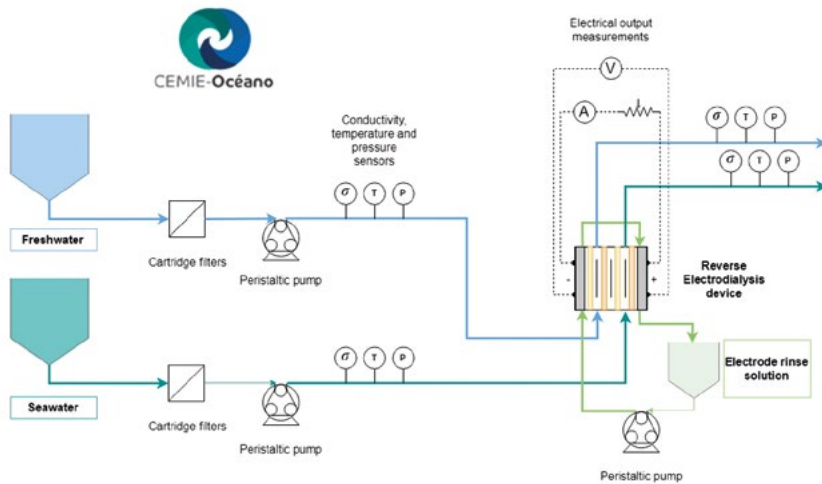 CEMIE-Océano
Electrical output
measurements
V
A
Conductivity,
temperature and
pressure
sensors
σ T P
σ T P
σ T P
Freshwater
Cartridge filters
Peristaltic pump
- +
Reverse
Electrodialysis
device
σ T P
Seawater
Cartridge filters
Peristaltic pump
Electrode rinse
solution
Peristaltic pump